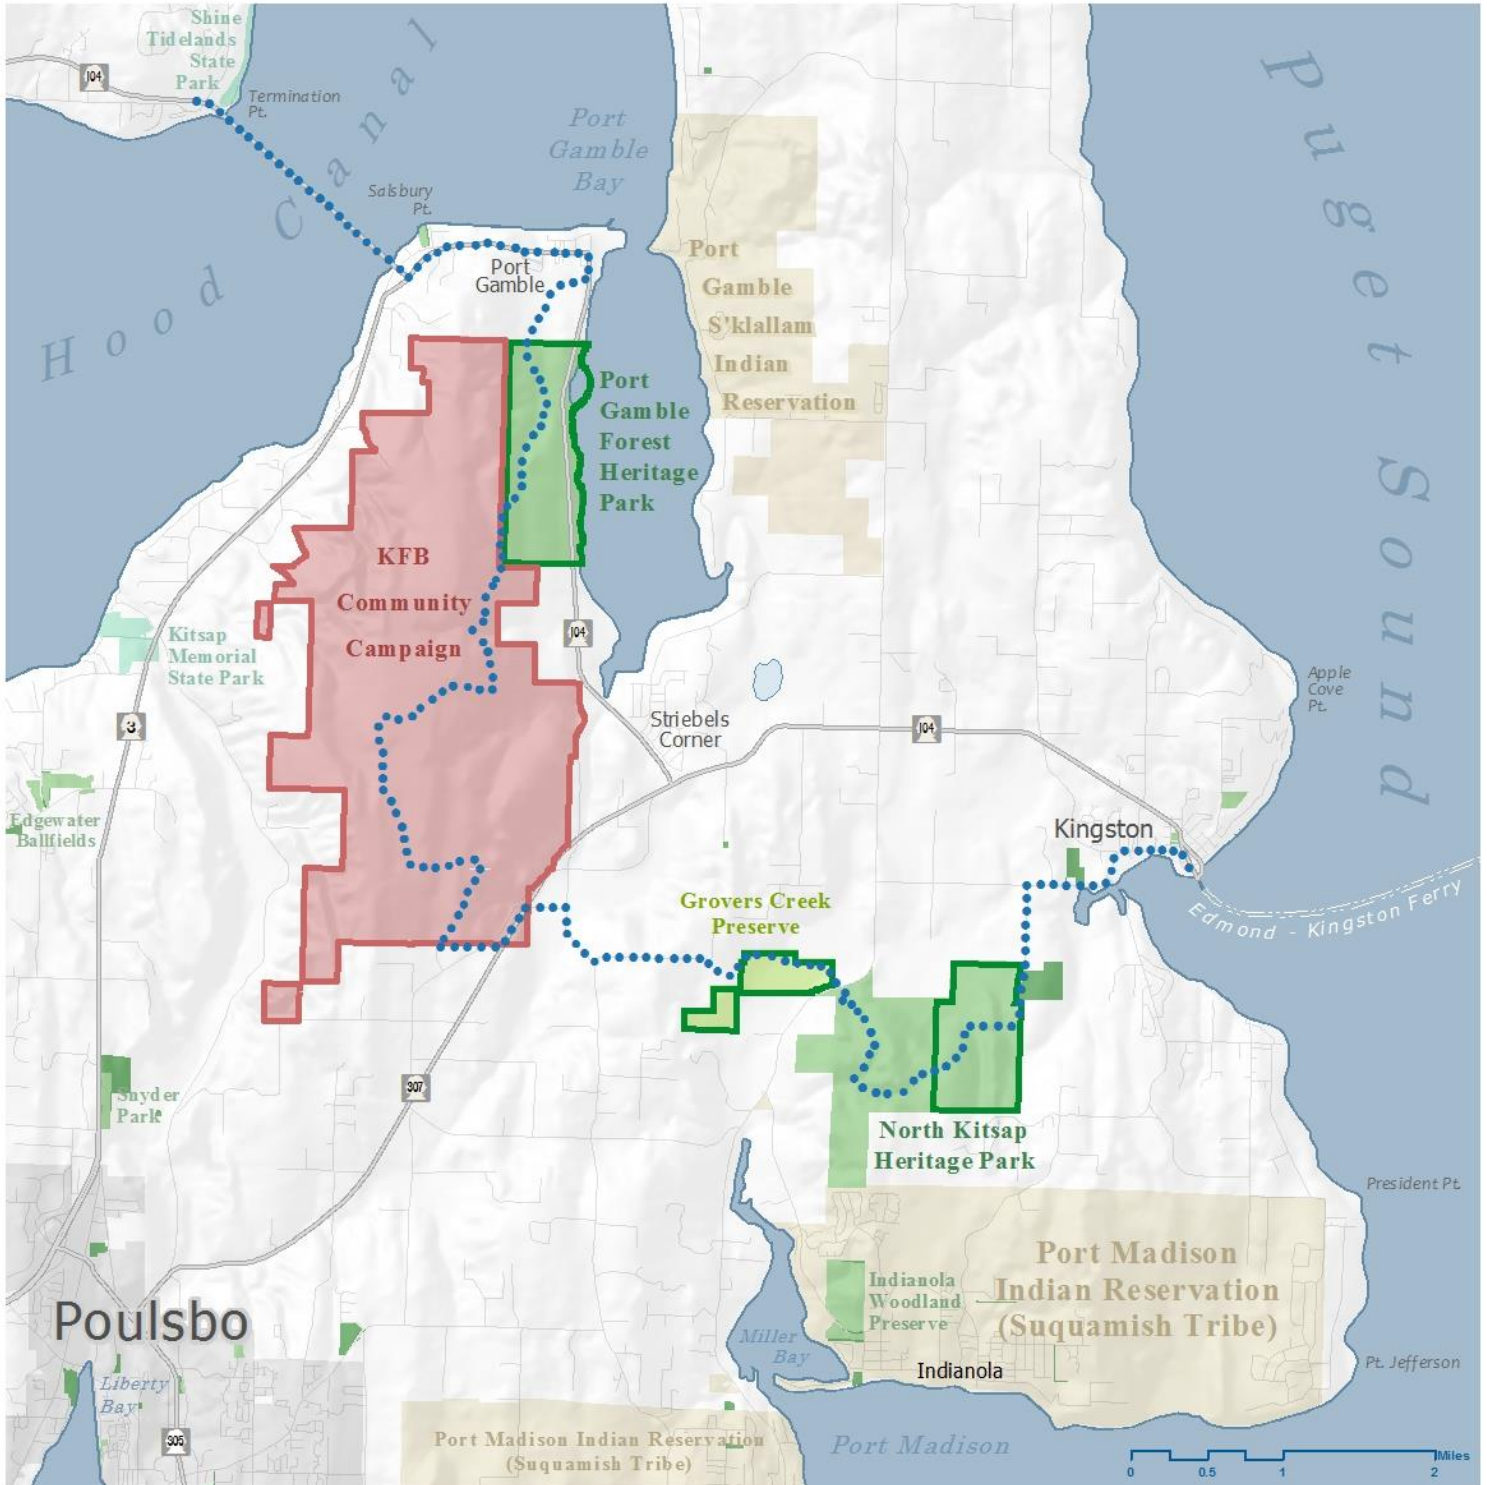 Shine
Tidelands
State
Park
104
Termination
Pt.
Hood Canal
Port
Gamble
Bay
Salsbury
Pt.
Puget Sound
Port
Gamble
Port
Gamble
S'klallam
Indian
Reservation
Port
Gamble
Forest
Heritage
Park
KFB
Community
Campaign
104
Kitsap
Memorial
State Park
3
Apple
Cove
Pt.
Striebels
Corner
104
Edgewater
Ballfields
Kingston
Edmond - Kingston Ferry
Grovers Creek
Preserve
307
Snyder
Park
North Kitsap
Heritage Park
President Pt.
Port Madison
Indian Reservation
(Suquamish Tribe)
Indianola
Woodland
Preserve
Poulsbo
Miller
Bay
Indianola
Pt. Jefferson
Liberty
Bay
305
Port Madison Indian Reservation
(Suquamish Tribe)
Port Madison
Miles
0 0.5 1 2